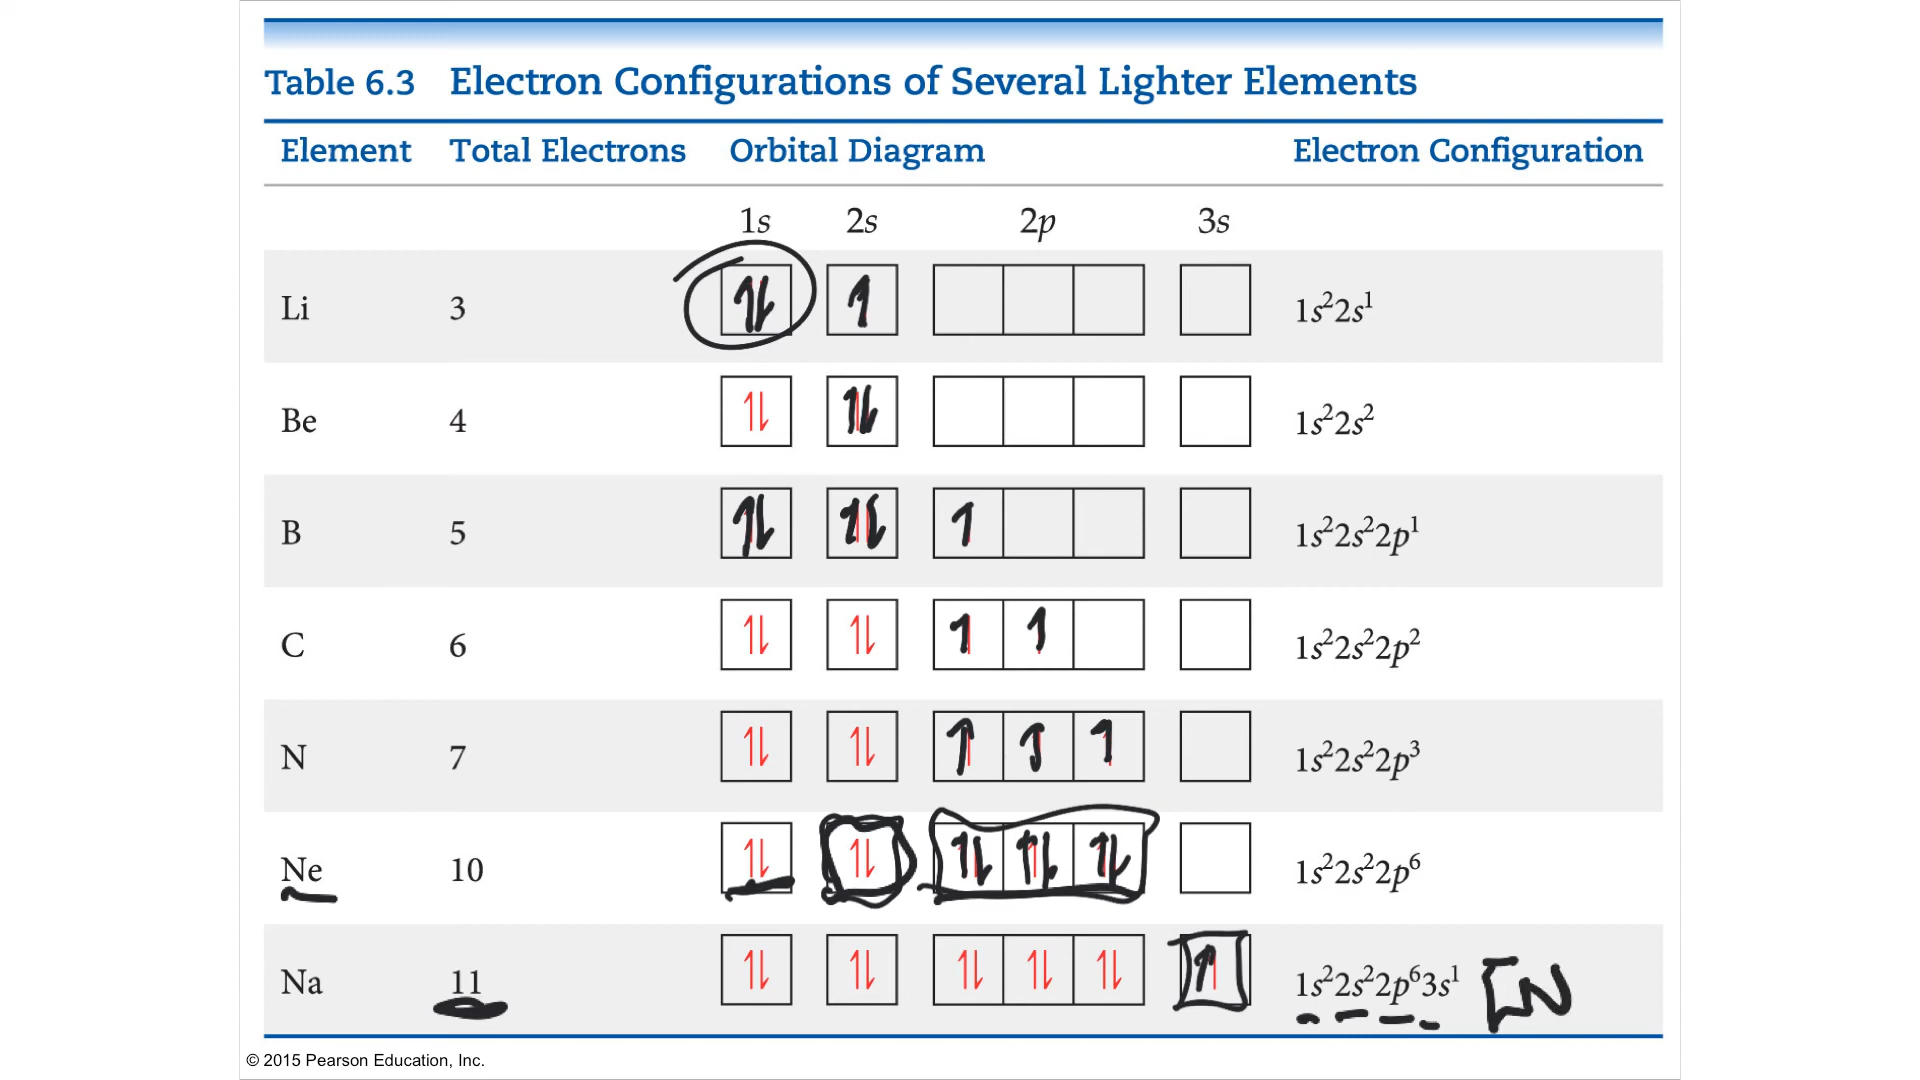 Table 6.3 Electron Configurations of Several Lighter Elements
Element Total Electrons Orbital Diagram Electron Configuration
1s 2s 2p 3s
Li 3 ⥮ ↿ 1s²2s¹
Be 4 ⥮ ⥮ 1s²2s²
B 5 ⥮ ⥮ ↿ 1s²2s²2p¹
C 6 ⥮ ⥮ ↿ ↿ 1s²2s²2p²
N 7 ⥮ ⥮ ↿ ↿ ↿ 1s²2s²2p³
Ne 10 ⥮ ⥮ ⥮ ⥮ ⥮ 1s²2s²2p⁶
Na 11 ⥮ ⥮ ⥮ ⥮ ⥮ ↿ 1s²2s²2p⁶3s¹ [N
© 2015 Pearson Education, Inc.